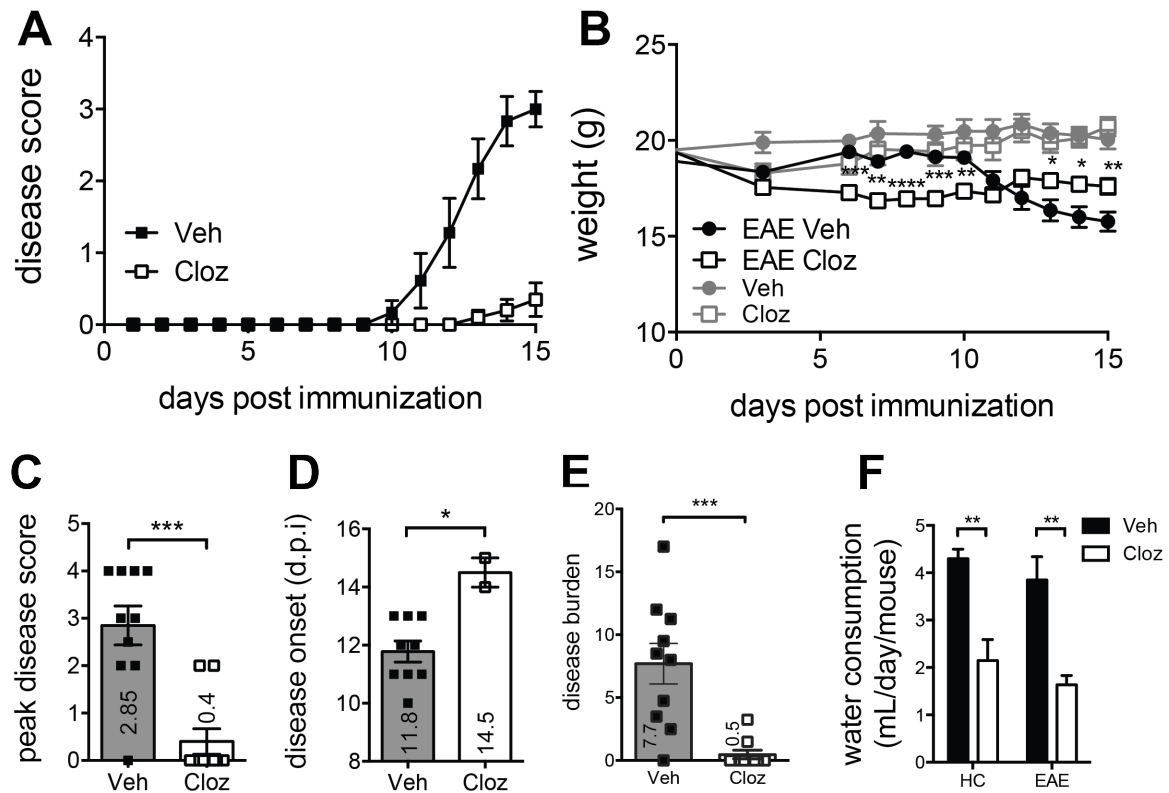 A
disease score
4
3
2
1
0
Veh
Cloz
0
5
10
15
days post immunization
B
weight (g)
25
20
15
10
***
**
****
***
**
*
*
**
EAE Veh
EAE Cloz
Veh
Cloz
0
5
10
15
days post immunization
C
peak disease score
5
4
3
2
1
0
***
2.85
0.4
Veh
Cloz
D
disease onset (d.p.i)
16
14
12
10
8
*
11.8
14.5
Veh
Cloz
E
disease burden
20
15
10
5
0
***
7.7
0.5
Veh
Cloz
F
water consumption
(mL/day/mouse)
5
4
3
2
1
0
**
**
Veh
Cloz
HC
EAE